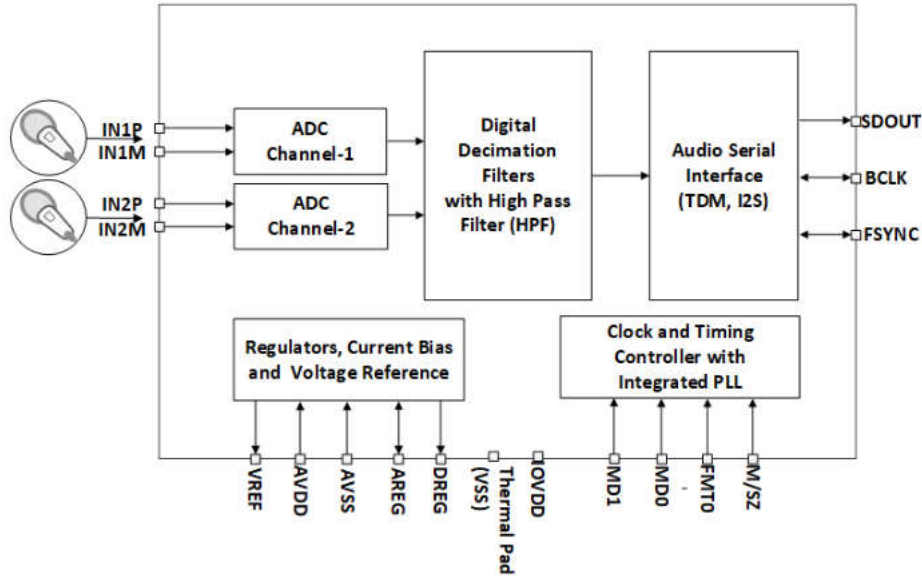 IN1P
IN1M
IN2P
IN2M
ADC
Channel-1
ADC
Channel-2
Digital
Decimation
Filters
with High Pass
Filter (HPF)
Audio Serial
Interface
(TDM, I2S)
SDOUT
BCLK
FSYNC
Regulators, Current Bias
and Voltage Reference
Clock and Timing
Controller with
Integrated PLL
VREF
AVDD
AVSS
AREG
DREG
Thermal Pad
(VSS)
IOVDD
MD1
MD0
FMT0
M/SZ